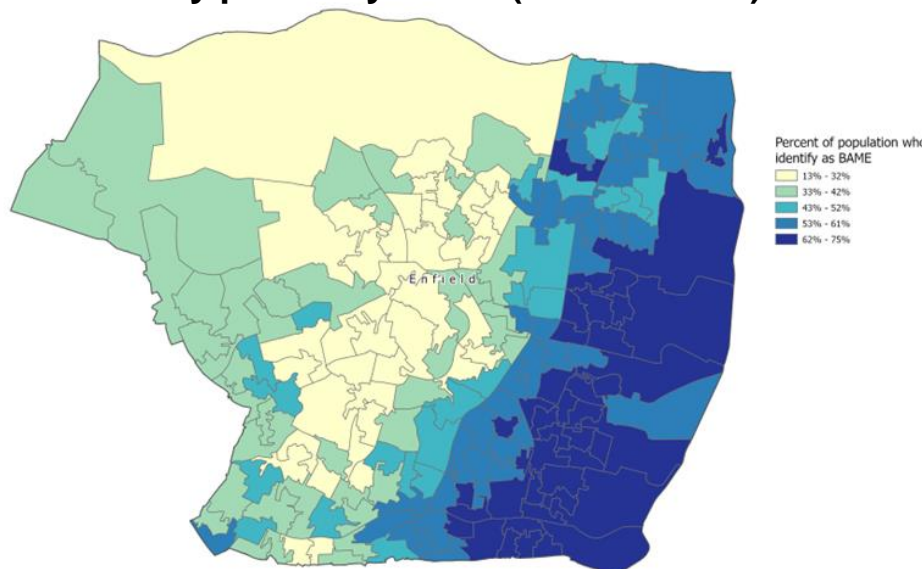 Percent of population who
identify as BAME
13% - 32%
33% - 42%
43% - 52%
53% - 61%
62% - 75%
Enfield